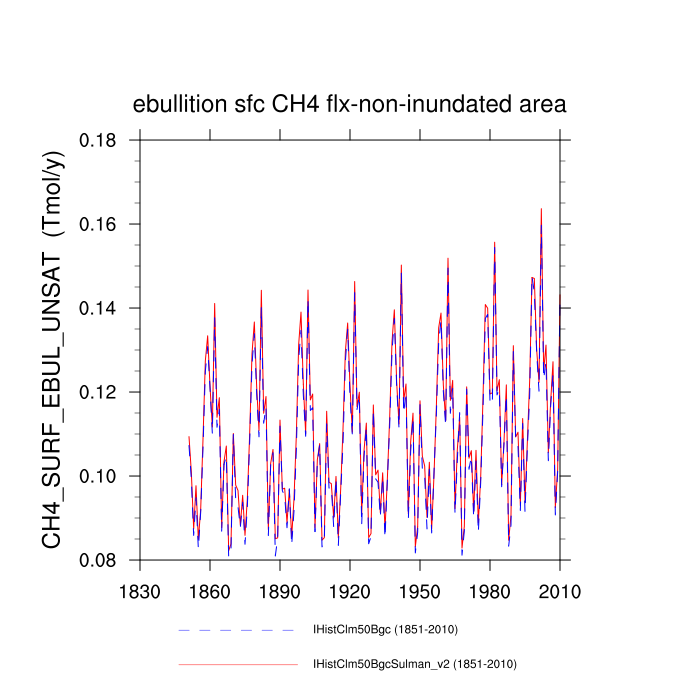 ebullition sfc CH4 flx-non-inundated area
CH4_SURF_EBUL_UNSAT (Tmol/y)
0.18
0.16
0.14
0.12
0.10
0.08
1830 1860 1890 1920 1950 1980 2010
IHistClm50Bgc (1851-2010)
IHistClm50BgcSulman_v2 (1851-2010)